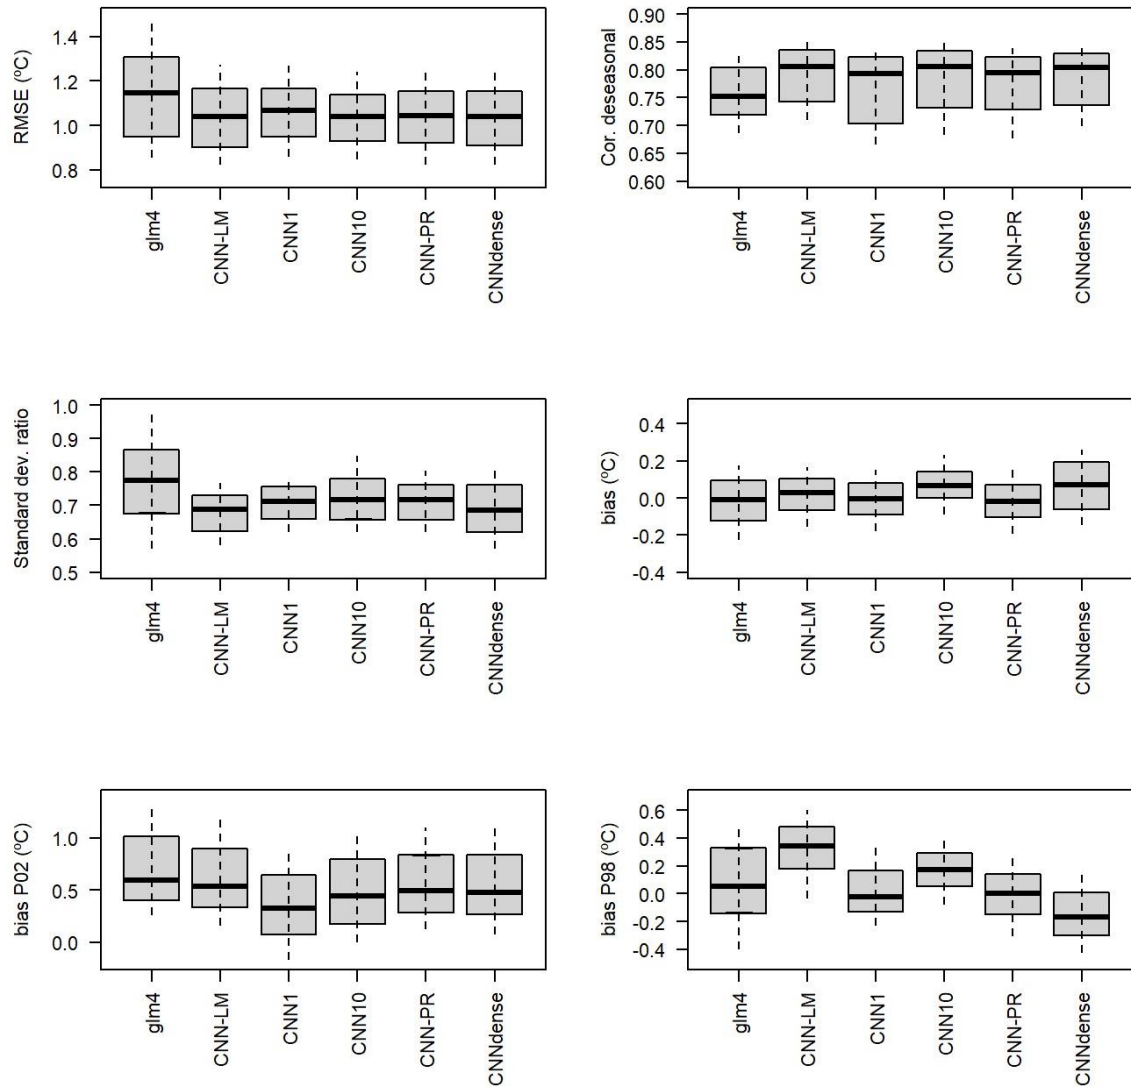 RMSE (ºC)
1.4
1.2
1.0
0.8
glm4
CNN-LM
CNN1
CNN10
CNN-PR
CNNdense
Cor. deseasonal
0.90
0.85
0.80
0.75
0.70
0.65
0.60
glm4
CNN-LM
CNN1
CNN10
CNN-PR
CNNdense
Standard dev. ratio
1.0
0.9
0.8
0.7
0.6
0.5
glm4
CNN-LM
CNN1
CNN10
CNN-PR
CNNdense
bias (ºC)
0.4
0.2
0.0
-0.2
-0.4
glm4
CNN-LM
CNN1
CNN10
CNN-PR
CNNdense
bias P02 (ºC)
1.0
0.5
0.0
glm4
CNN-LM
CNN1
CNN10
CNN-PR
CNNdense
bias P98 (ºC)
0.6
0.4
0.2
0.0
-0.2
-0.4
glm4
CNN-LM
CNN1
CNN10
CNN-PR
CNNdense